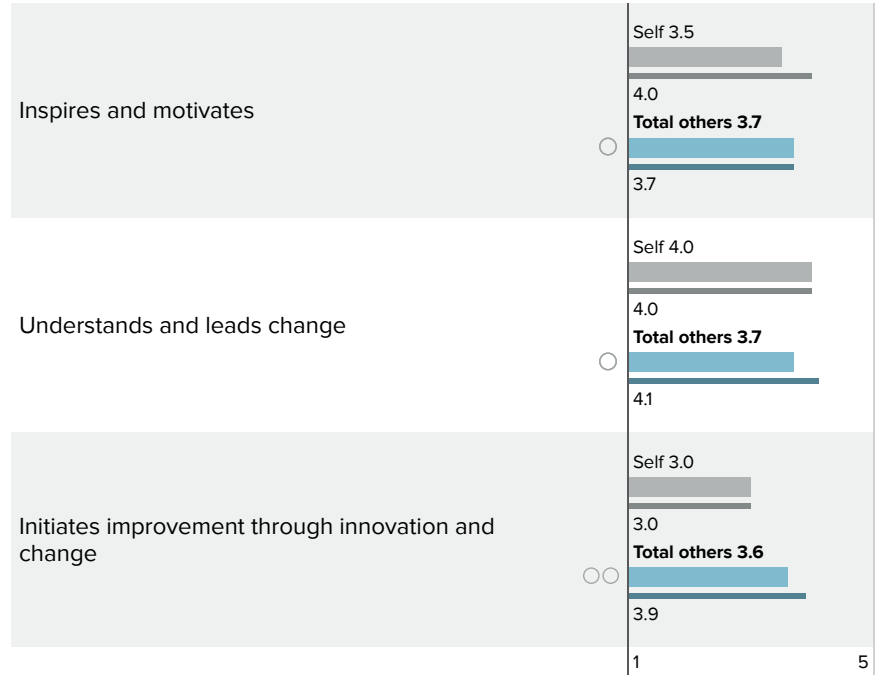 Self 3.5
4.0
Inspires and motivates
Total others 3.7
3.7
Self 4.0
4.0
Understands and leads change
Total others 3.7
4.1
Self 3.0
3.0
Initiates improvement through innovation and
change
Total others 3.6
3.9
1 5